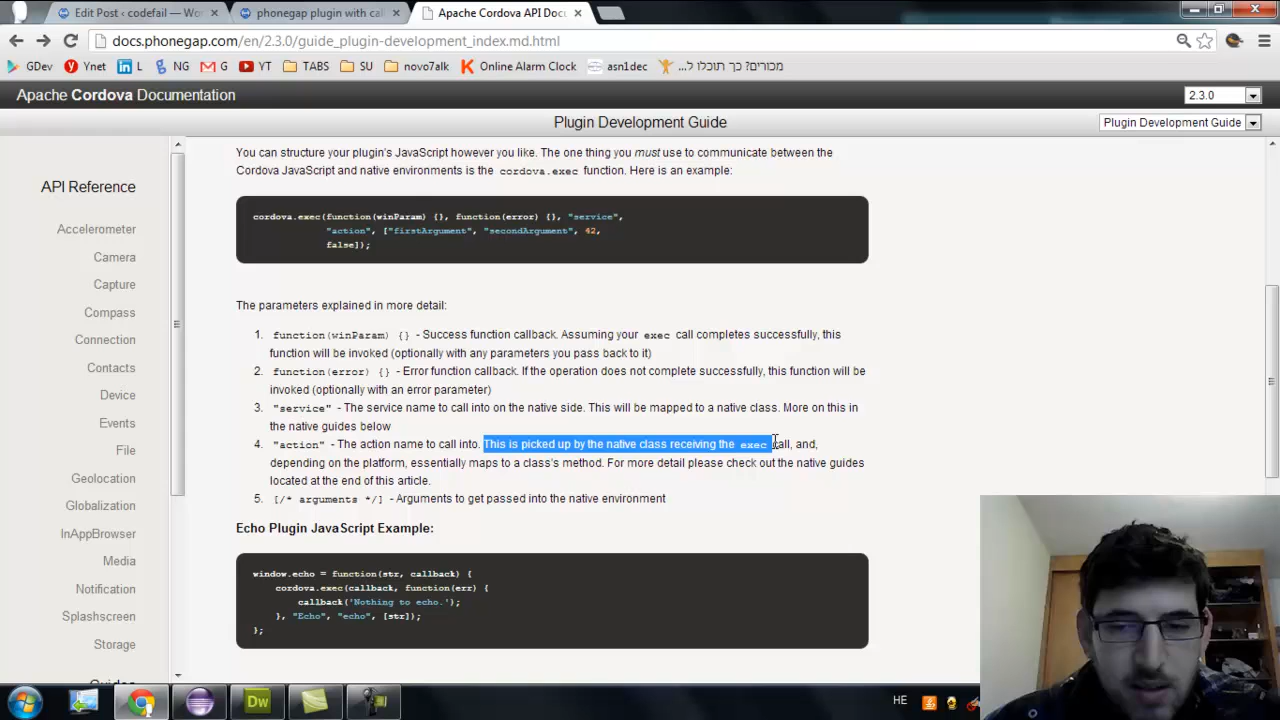 Edit Post ‹ codefail — Wor
phonegap plugin with call
Apache Cordova API Docu
docs.phonegap.com/en/2.3.0/guide_plugin-development_index.md.html
GDev Ynet L NG G YT TABS SU novo7alk Online Alarm Clock asn1dec מכורים? כך תוכלו ל...
Apache Cordova Documentation
2.3.0
Plugin Development Guide
Plugin Development Guide
API Reference
Accelerometer
Camera
Capture
Compass
Connection
Contacts
Device
Events
File
Geolocation
Globalization
InAppBrowser
Media
Notification
Splashscreen
Storage
You can structure your plugin's JavaScript however you like. The one thing you must use to communicate between the
Cordova JavaScript and native environments is the cordova.exec function. Here is an example:
cordova.exec(function(winParam) {}, function(error) {}, "service",
"action", ["firstArgument", "secondArgument", 42,
false]);
The parameters explained in more detail:
1. function(winParam) {} - Success function callback. Assuming your exec call completes successfully, this
function will be invoked (optionally with any parameters you pass back to it)
2. function(error) {} - Error function callback. If the operation does not complete successfully, this function will be
invoked (optionally with an error parameter)
3. "service" - The service name to call into on the native side. This will be mapped to a native class. More on this in
the native guides below
4. "action" - The action name to call into. This is picked up by the native class receiving the exec call, and,
depending on the platform, essentially maps to a class's method. For more detail please check out the native guides
located at the end of this article.
5. [/* arguments */] - Arguments to get passed into the native environment
Echo Plugin JavaScript Example:
window.echo = function(str, callback) {
cordova.exec(callback, function(err) {
callback('Nothing to echo.');
}, "Echo", "echo", [str]);
};
Dw
HE